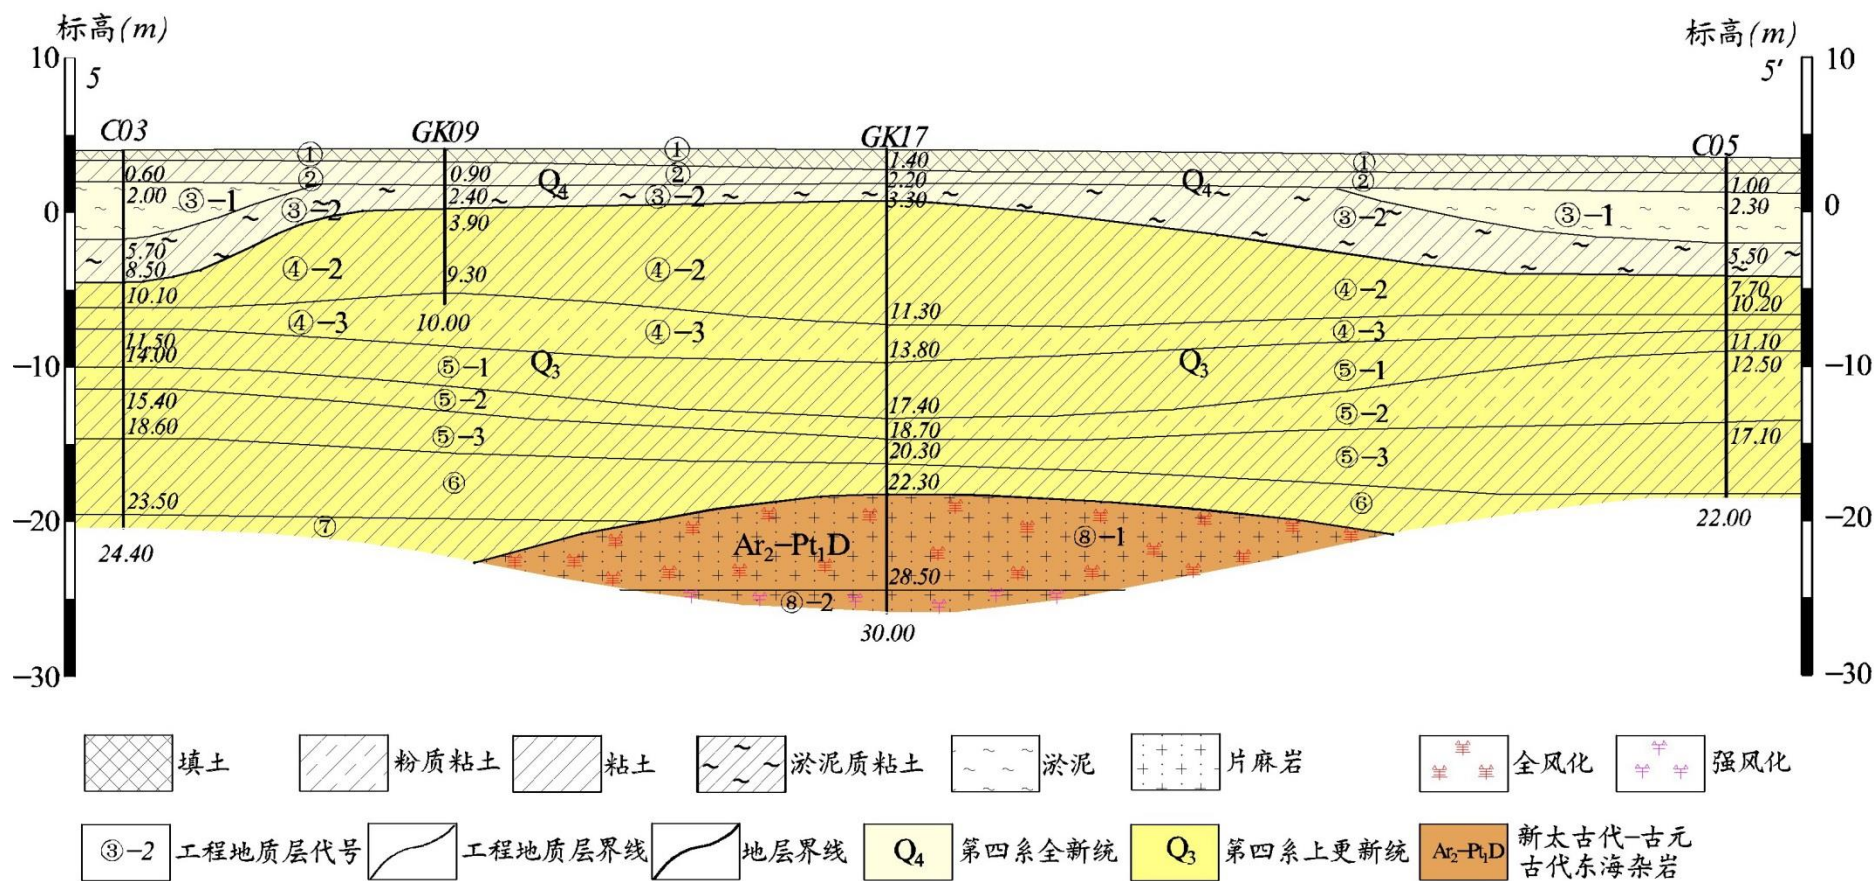 标高(m)
标高(m)
10
5
5'
10
C03
GK09
GK17
C05
①
①
①
1.40
0.60
②
0.90
②
2.20
②
1.00
2.00
③-1
Q₄
2.40
③-2
3.30
Q₄
③-1
2.30
0
③-2
3.90
③-2
0
5.70
5.50
8.50
④-2
9.30
④-2
④-2
7.70
10.10
④-3
10.00
④-3
11.30
④-3
10.20
11.50
14.00
⑤-1
Q₃
13.80
Q₃
⑤-1
11.10
12.50
-10
-10
15.40
⑤-2
17.40
⑤-2
18.60
⑤-3
18.70
17.10
20.30
⑤-3
⑥
22.30
⑥
23.50
⑦
22.00
-20
-20
24.40
Ar₂-Pt₁D
⑧-1
28.50
⑧-2
30.00
-30
-30
填土
粉质粘土
粘土
淤泥质粘土
淤泥
片麻岩
全风化
强风化
③-2 工程地质层代号
工程地质层界线
地层界线
Q₄ 第四系全新统
Q₃ 第四系上更新统
Ar₂-Pt₁D 新太古代-古元
古代东海杂岩